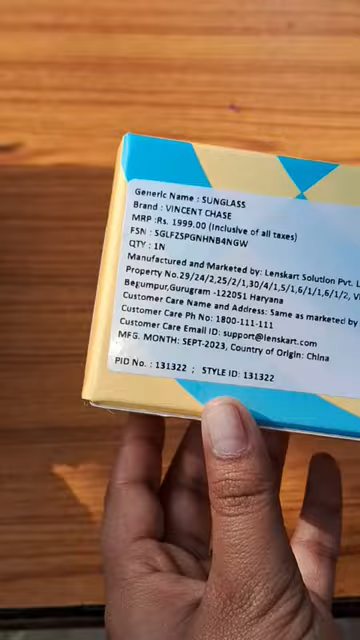 Generic Name : SUNGLASS
Brand : VINCENT CHASE
MRP :Rs. 1999.00 (Inclusive of all taxes)
FSN : SGLFZSPGNHNB4NGW
QTY : 1N
Manufactured and Marketed by: Lenskart Solution Pvt. L
Property No.29/24/2,25/2/1,30/4/1,5/1,6/1/1,6/1/2, Vi
Begumpur,Gurugram -122051 Haryana
Customer Care Name and Address: Same as marketed by
Customer Care Ph No: 1800-111-111
Customer Care Email ID: support@lenskart.com
MFG. MONTH: SEPT-2023, Country of Origin: China
PID No. : 131322 ; STYLE ID: 131322